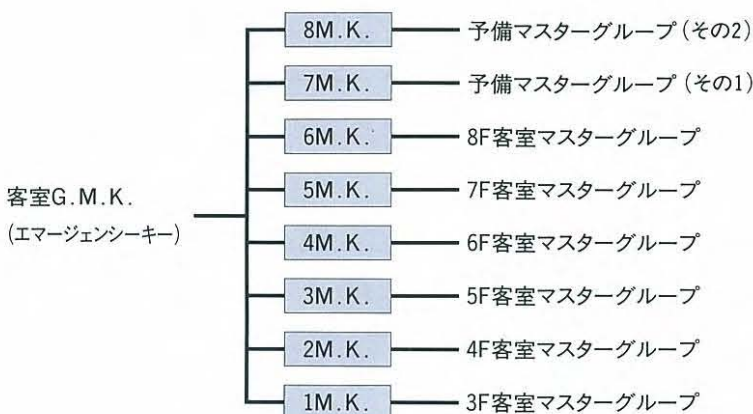 8M.K. 予備マスターグループ(その2)
7M.K. 予備マスターグループ(その1)
6M.K. 8F客室マスターグループ
5M.K. 7F客室マスターグループ
客室G.M.K.
(エマージェンシーキー)
4M.K. 6F客室マスターグループ
3M.K. 5F客室マスターグループ
2M.K. 4F客室マスターグループ
1M.K. 3F客室マスターグループ